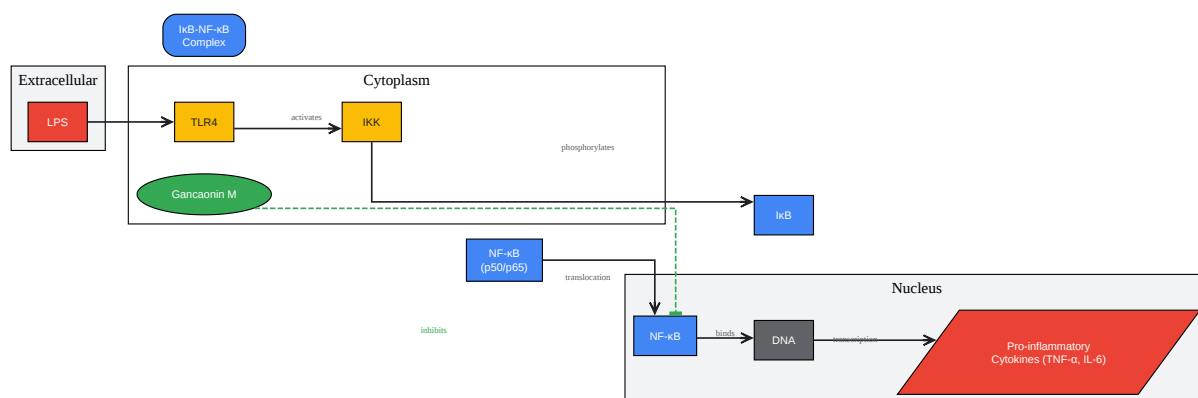 IκB-NF-κB
Complex
Extracellular
Cytoplasm
LPS
TLR4
activates
IKK
phosphorylates
Gancaonin M
IκB
NF-κB
(p50/p65)
translocation
Nucleus
inhibits
NF-κB
binds
DNA
transcription
Pro-inflammatory
Cytokines (TNF-α, IL-6)